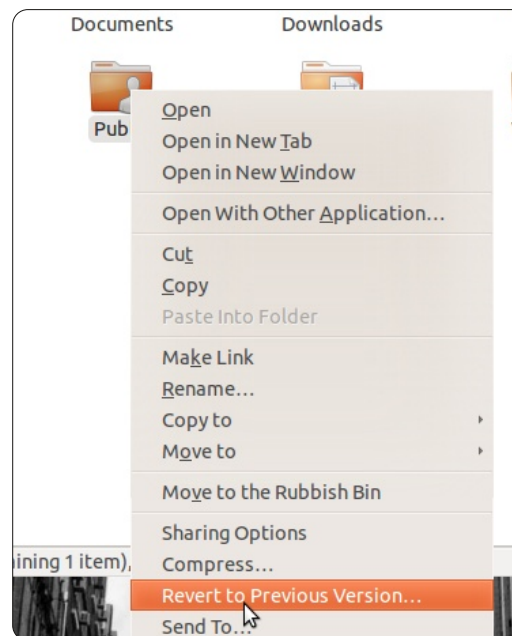 Documents Downloads
Pub
Open
Open in New Tab
Open in New Window
Open With Other Application...
Cut
Copy
Paste Into Folder
Make Link
Rename...
Copy to
Move to
Move to the Rubbish Bin
Sharing Options
Compress...
ining 1 item),
Revert to Previous Version...
Send To...